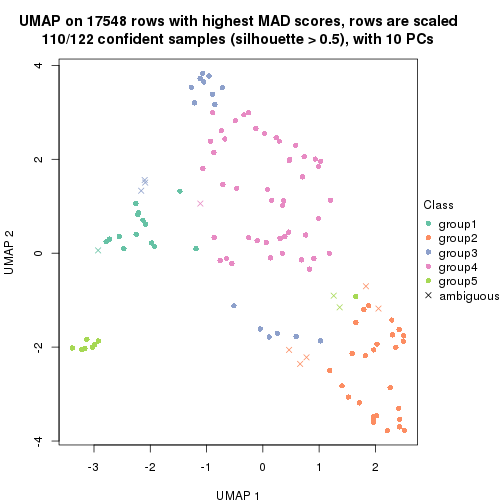 UMAP on 17548 rows with highest MAD scores, rows are scaled
110/122 confident samples (silhouette > 0.5), with 10 PCs
4
2
0
-2
-4
UMAP 2
-3
-2
-1
0
1
2
UMAP 1
Class
group1
group2
group3
group4
group5
ambiguous